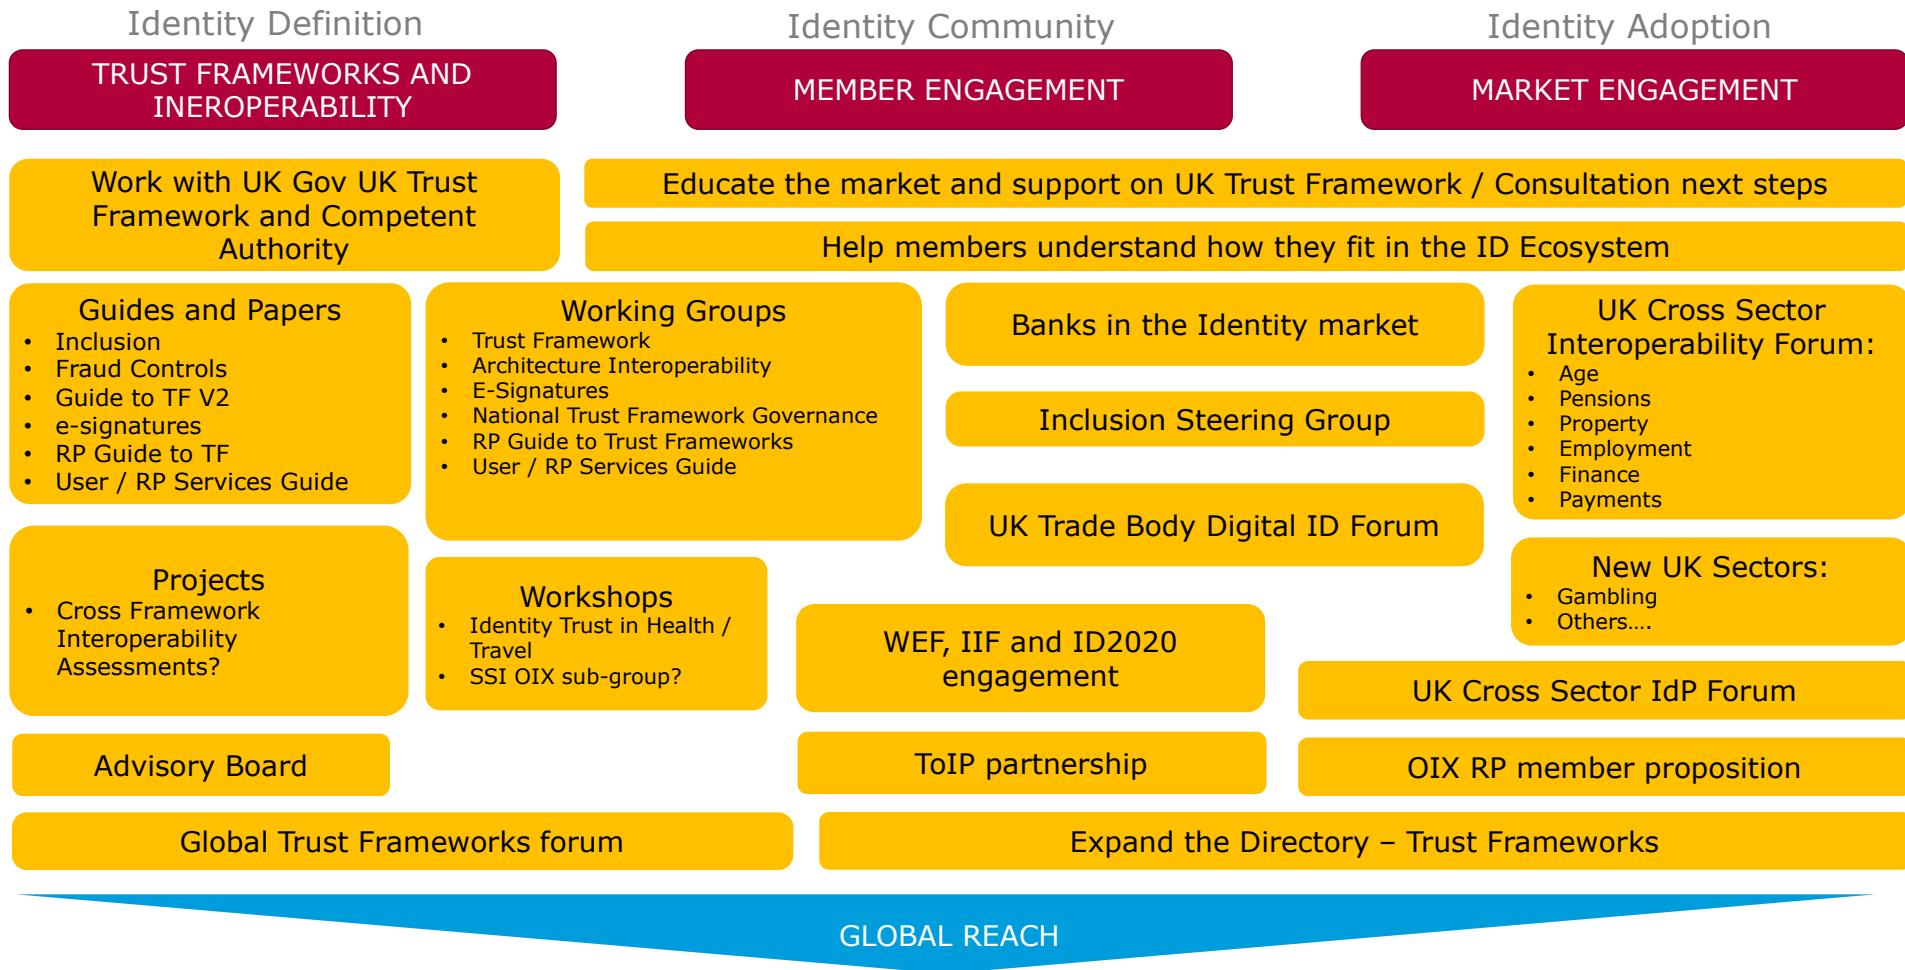 Identity Definition
Identity Community
Identity Adoption
TRUST FRAMEWORKS AND
INEROPERABILITY
MEMBER ENGAGEMENT
MARKET ENGAGEMENT
Work with UK Gov UK Trust
Framework and Competent
Authority
Educate the market and support on UK Trust Framework / Consultation next steps
Help members understand how they fit in the ID Ecosystem
Guides and Papers
• Inclusion
• Fraud Controls
• Guide to TF V2
• e-signatures
• RP Guide to TF
• User / RP Services Guide
Working Groups
• Trust Framework
• Architecture Interoperability
• E-Signatures
• National Trust Framework Governance
• RP Guide to Trust Frameworks
• User / RP Services Guide
Banks in the Identity market
Inclusion Steering Group
UK Trade Body Digital ID Forum
UK Cross Sector
Interoperability Forum:
• Age
• Pensions
• Property
• Employment
• Finance
• Payments
Projects
• Cross Framework
Interoperability
Assessments?
Workshops
• Identity Trust in Health /
Travel
• SSI OIX sub-group?
WEF, IIF and ID2020
engagement
New UK Sectors:
• Gambling
• Others….
UK Cross Sector IdP Forum
Advisory Board
ToIP partnership
OIX RP member proposition
Global Trust Frameworks forum
Expand the Directory – Trust Frameworks
GLOBAL REACH